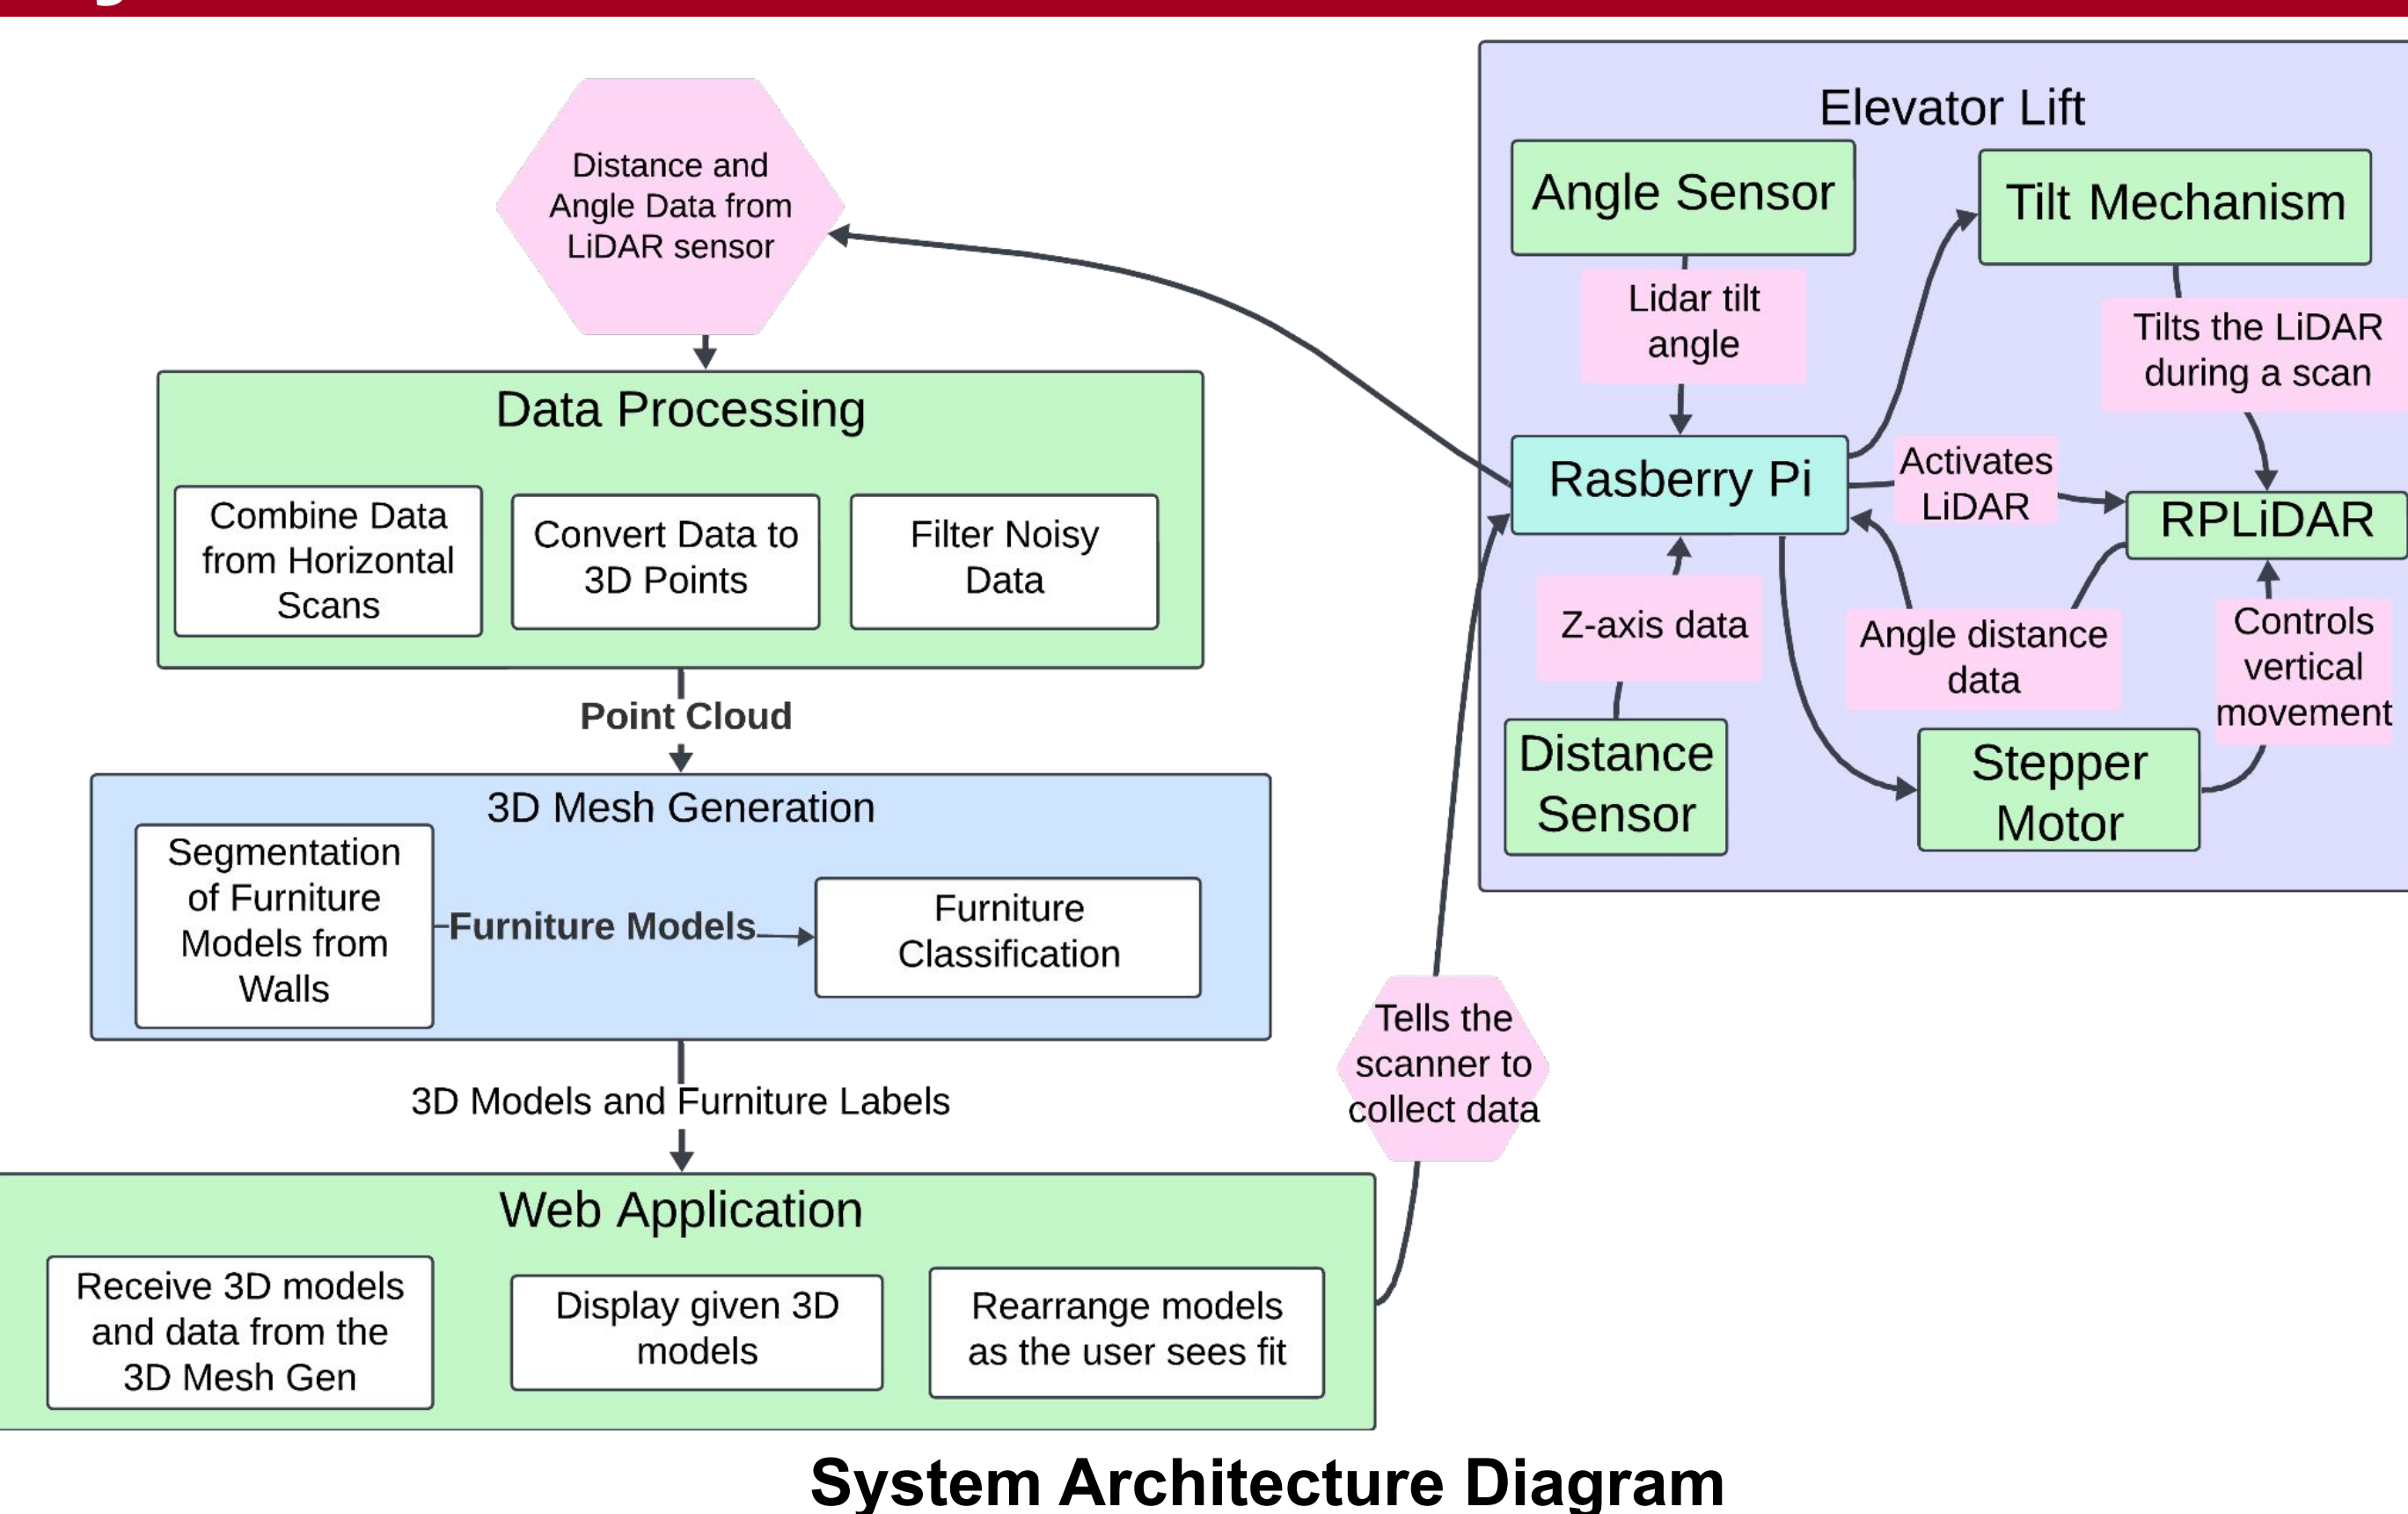 Distance and
Angle Data from
LiDAR sensor
Data Processing
Combine Data
from Horizontal
Scans
Convert Data to
3D Points
Filter Noisy
Data
Point Cloud
3D Mesh Generation
Segmentation
of Furniture
Models from
Walls
Furniture Models
Furniture
Classification
3D Models and Furniture Labels
Web Application
Receive 3D models
and data from the
3D Mesh Gen
Display given 3D
models
Rearrange models
as the user sees fit
Tells the
scanner to
collect data
Elevator Lift
Angle Sensor
Tilt Mechanism
Lidar tilt
angle
Tilts the LiDAR
during a scan
Rasberry Pi
Activates
LiDAR
RPLiDAR
Z-axis data
Angle distance
data
Controls
vertical
movement
Distance
Sensor
Stepper
Motor
System Architecture Diagram